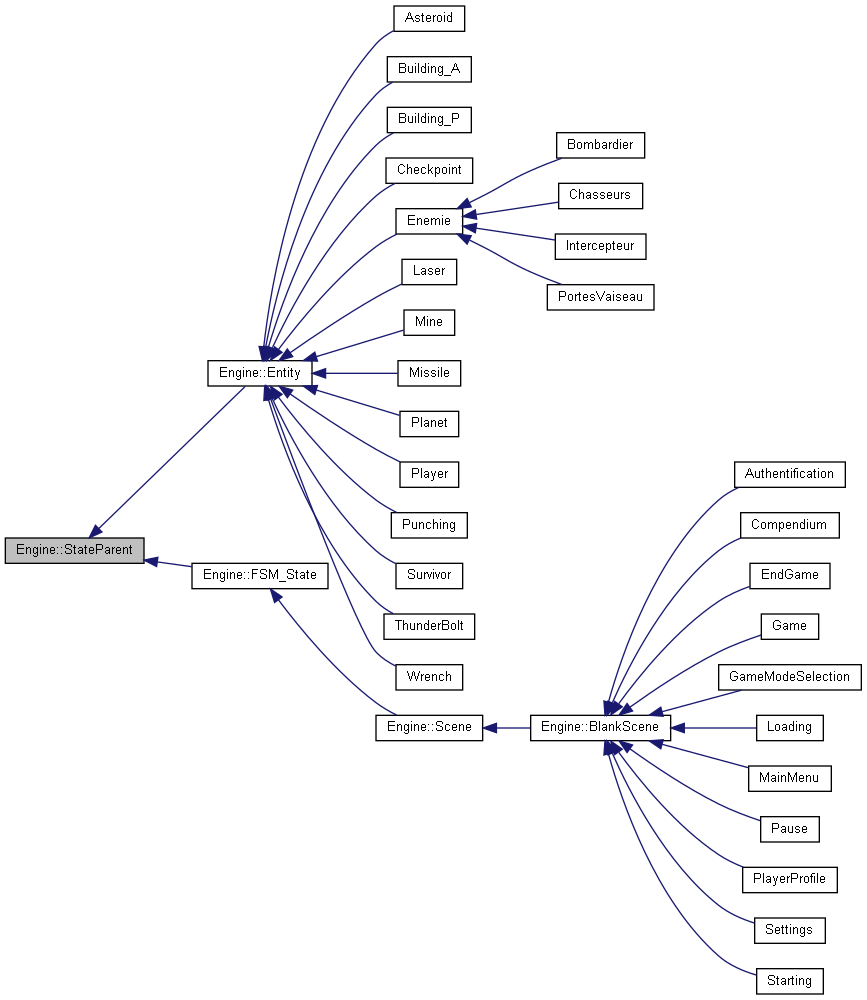 Asteroid
Building_A
Building_P
Checkpoint
Bombardier
Chasseurs
Enemie
Intercepteur
Laser
PortesVaiseau
Mine
Engine::Entity
Missile
Planet
Player
Authentification
Punching
Compendium
Engine::StateParent
Engine::FSM_State
Survivor
EndGame
ThunderBolt
Game
Wrench
GameModeSelection
Engine::Scene
Engine::BlankScene
Loading
MainMenu
Pause
PlayerProfile
Settings
Starting